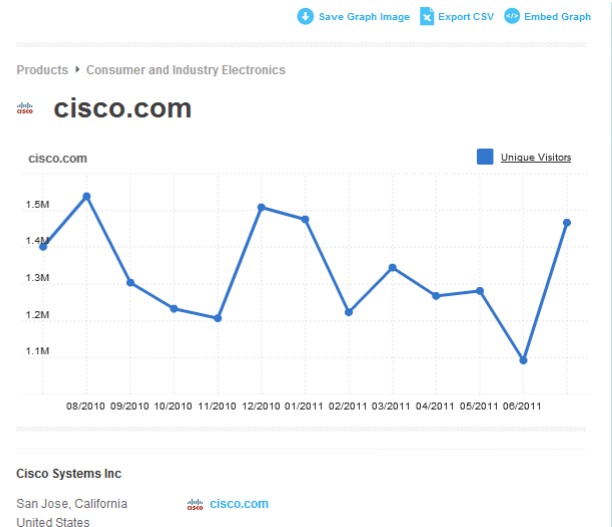 Save Graph Image Export CSV Embed Graph
Products Consumer and Industry Electronics
cisco cisco.com
cisco.com Unique Visitors
1.5M
1.4M
1.3M
1.2M
1.1M
08/2010 09/2010 10/2010 11/2010 12/2010 01/2011 02/2011 03/2011 04/2011 05/2011 06/2011
Cisco Systems Inc
San Jose, California cisco cisco.com
United States